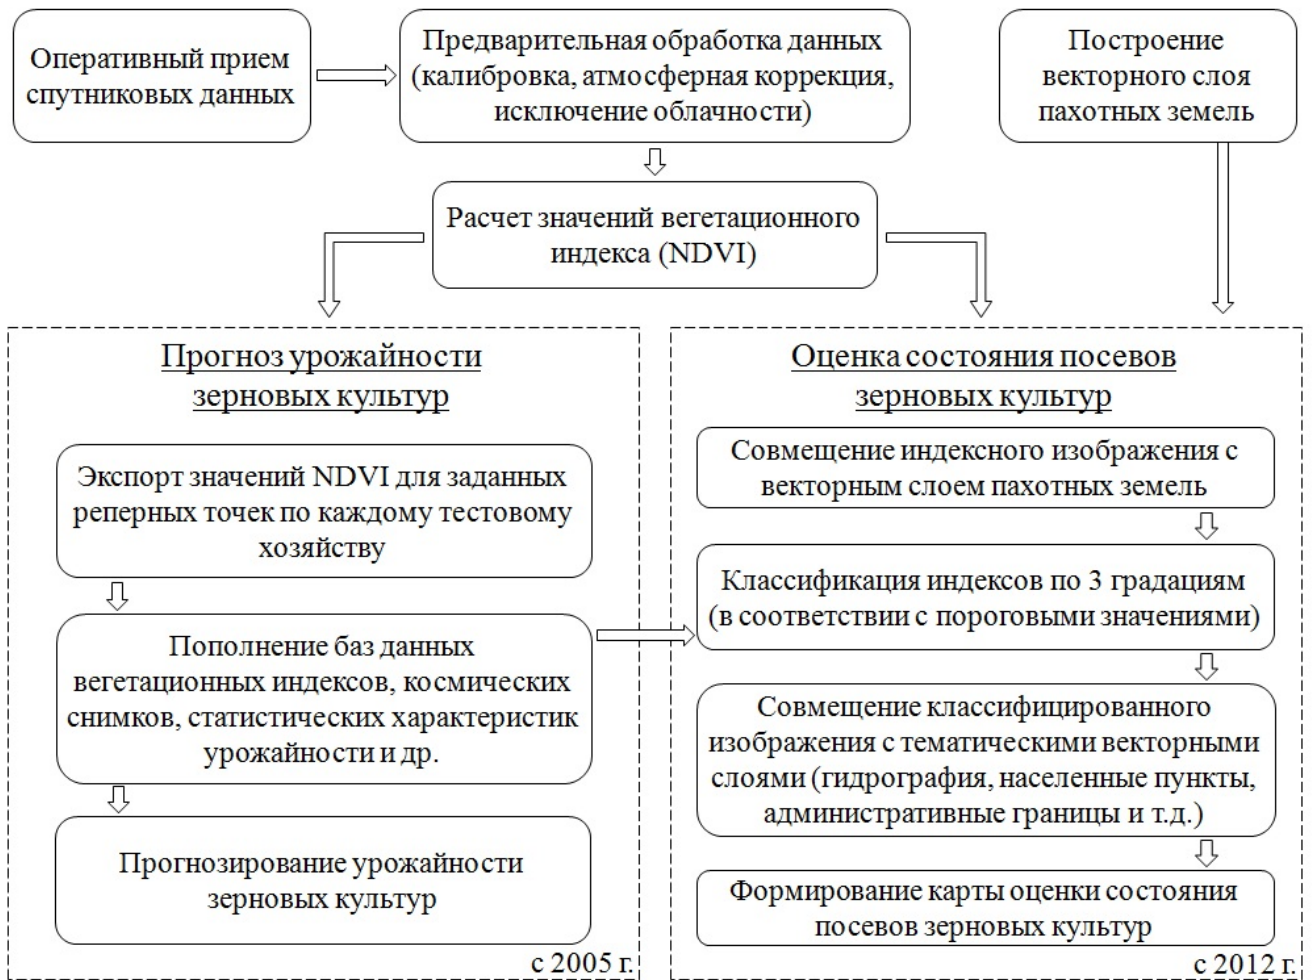 Оперативный прием
спутниковых данных
Предварительная обработка данных
(калибровка, атмосферная коррекция,
исключение облачности)
Построение
векторного слоя
пахотных земель
Расчет значений вегетационного
индекса (NDVI)
Прогноз урожайности
зерновых культур
Экспорт значений NDVI для заданных
реперных точек по каждому тестовому
хозяйству
Пополнение баз данных
вегетационных индексов, космических
снимков, статистических характеристик
урожайности и др.
Прогнозирование урожайности
зерновых культур
с 2005 г.
Оценка состояния посевов
зерновых культур
Совмещение индексного изображения с
векторным слоем пахотных земель
Классификация индексов по 3 градациям
(в соответствии с пороговыми значениями)
Совмещение классифицированного
изображения с тематическими векторными
слоями (гидрография, населенные пункты,
административные границы и т.д.)
Формирование карты оценки состояния
посевов зерновых культур
с 2012 г.